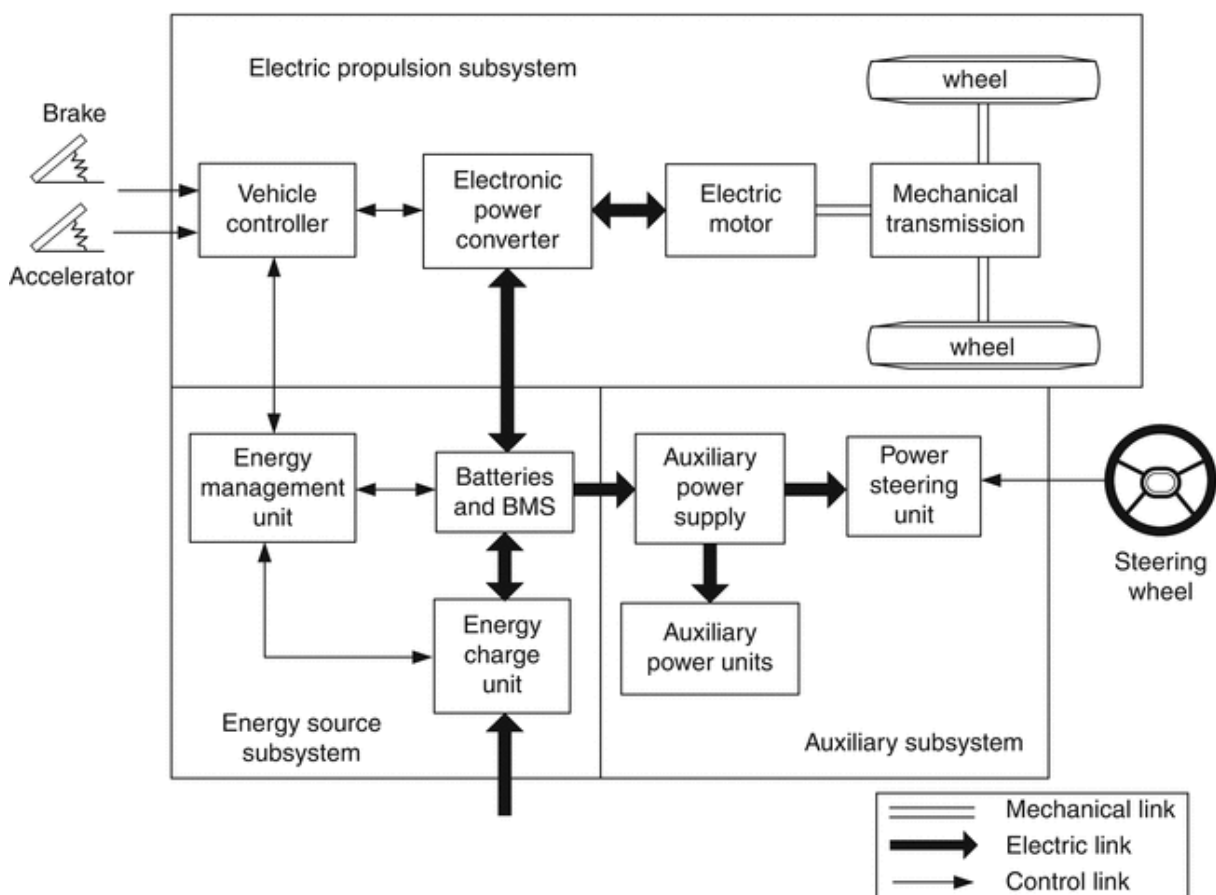 Electric propulsion subsystem
wheel
Brake
Vehicle
controller
Electronic
power
converter
Electric
motor
Mechanical
transmission
Accelerator
wheel
Energy
management
unit
Batteries
and BMS
Auxiliary
power
supply
Power
steering
unit
Steering
wheel
Energy
charge
unit
Auxiliary
power units
Energy source
subsystem
Auxiliary subsystem
Mechanical link
Electric link
Control link